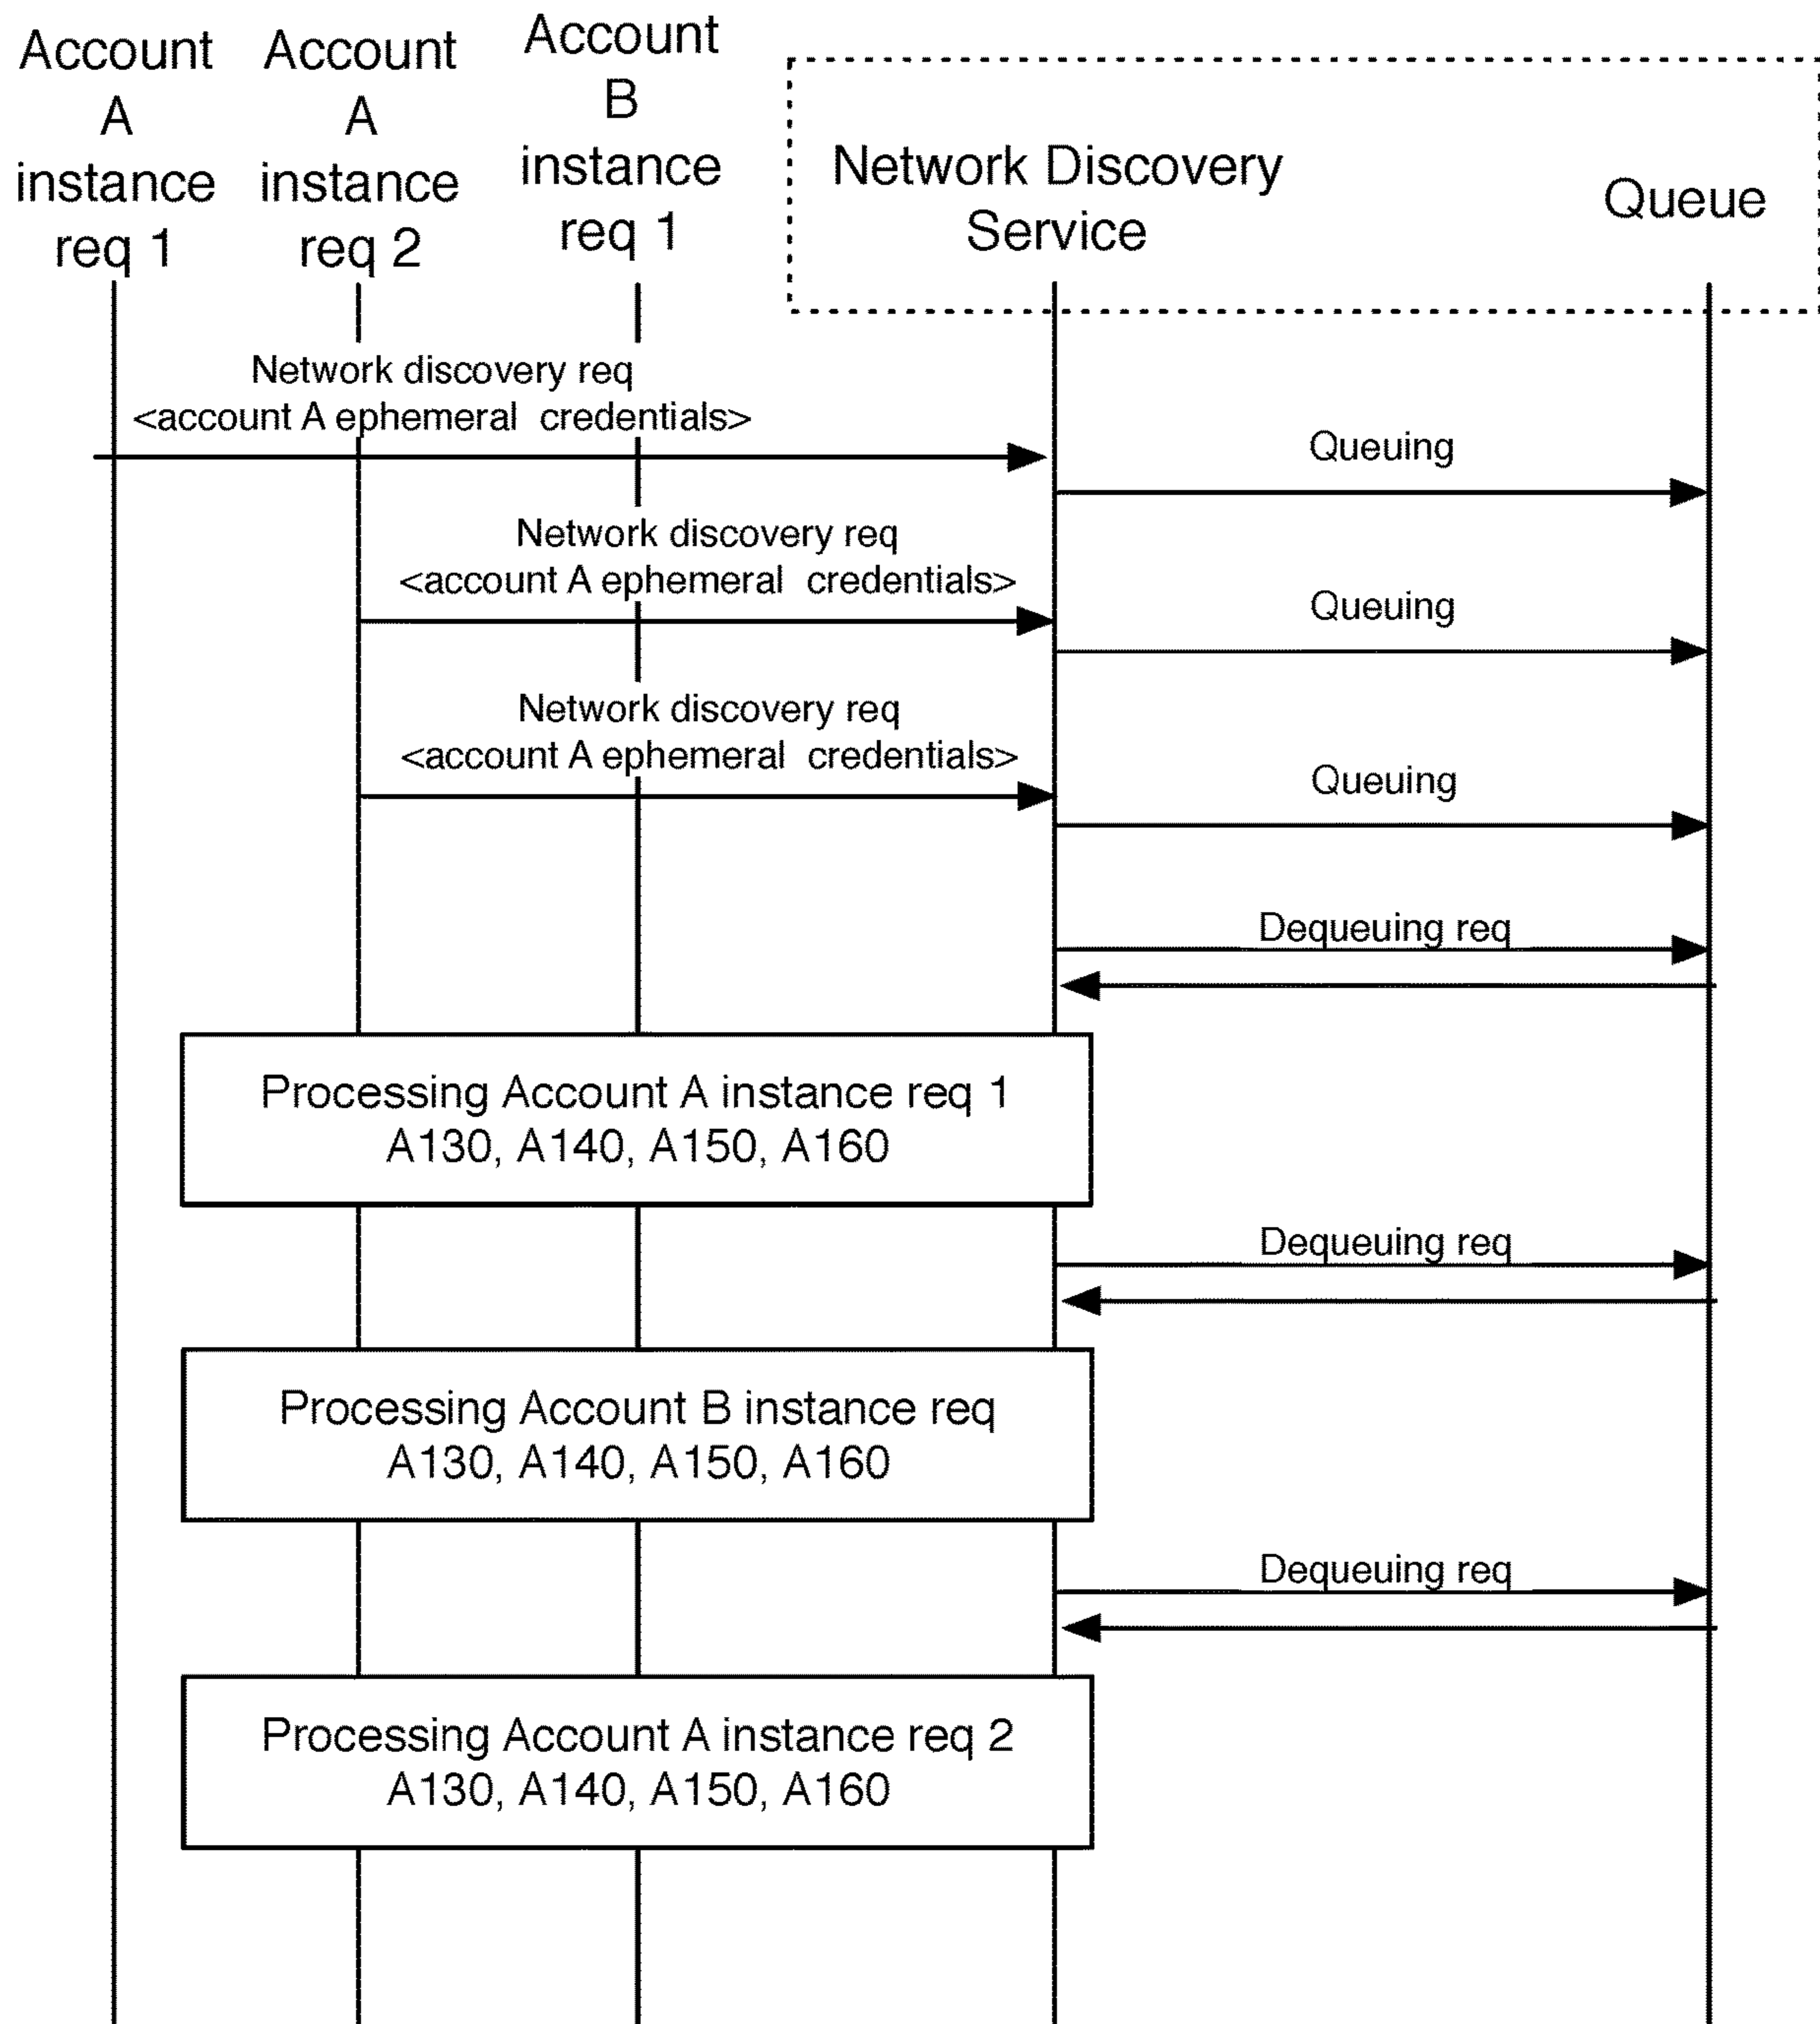 Account
A
instance
req 1
Account
A
instance
req 2
Account
B
instance
req 1
Network Discovery
Service
Queue
Network discovery req
<account A ephemeral credentials>
Queuing
Network discovery req
<account A ephemeral credentials>
Queuing
Network discovery req
<account A ephemeral credentials>
Queuing
Dequeuing req
Processing Account A instance req 1
A130, A140, A150, A160
Dequeuing req
Processing Account B instance req
A130, A140, A150, A160
Dequeuing req
Processing Account A instance req 2
A130, A140, A150, A160